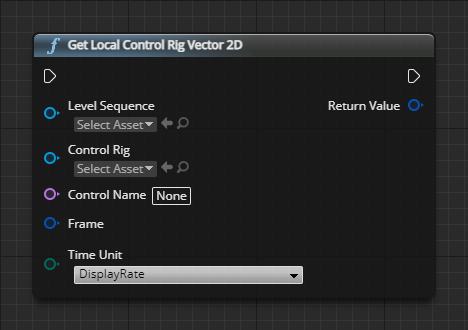 f Get Local Control Rig Vector 2D
Level Sequence Return Value
Select Asset
Control Rig
Select Asset
Control Name None
Frame
Time Unit
DisplayRate